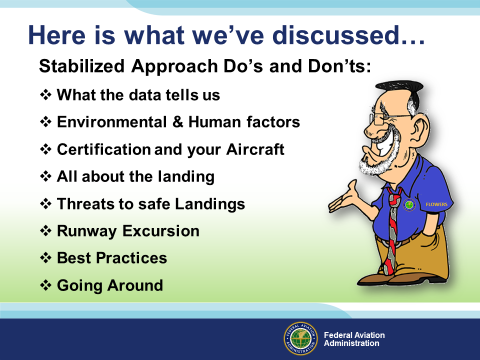 Here is what we've discussed…
Stabilized Approach Do's and Don'ts:
❖ What the data tells us
❖ Environmental & Human factors
❖ Certification and your Aircraft
❖ All about the landing
❖ Threats to safe Landings
❖ Runway Excursion
❖ Best Practices
❖ Going Around
FLOWERS
Federal Aviation
Administration